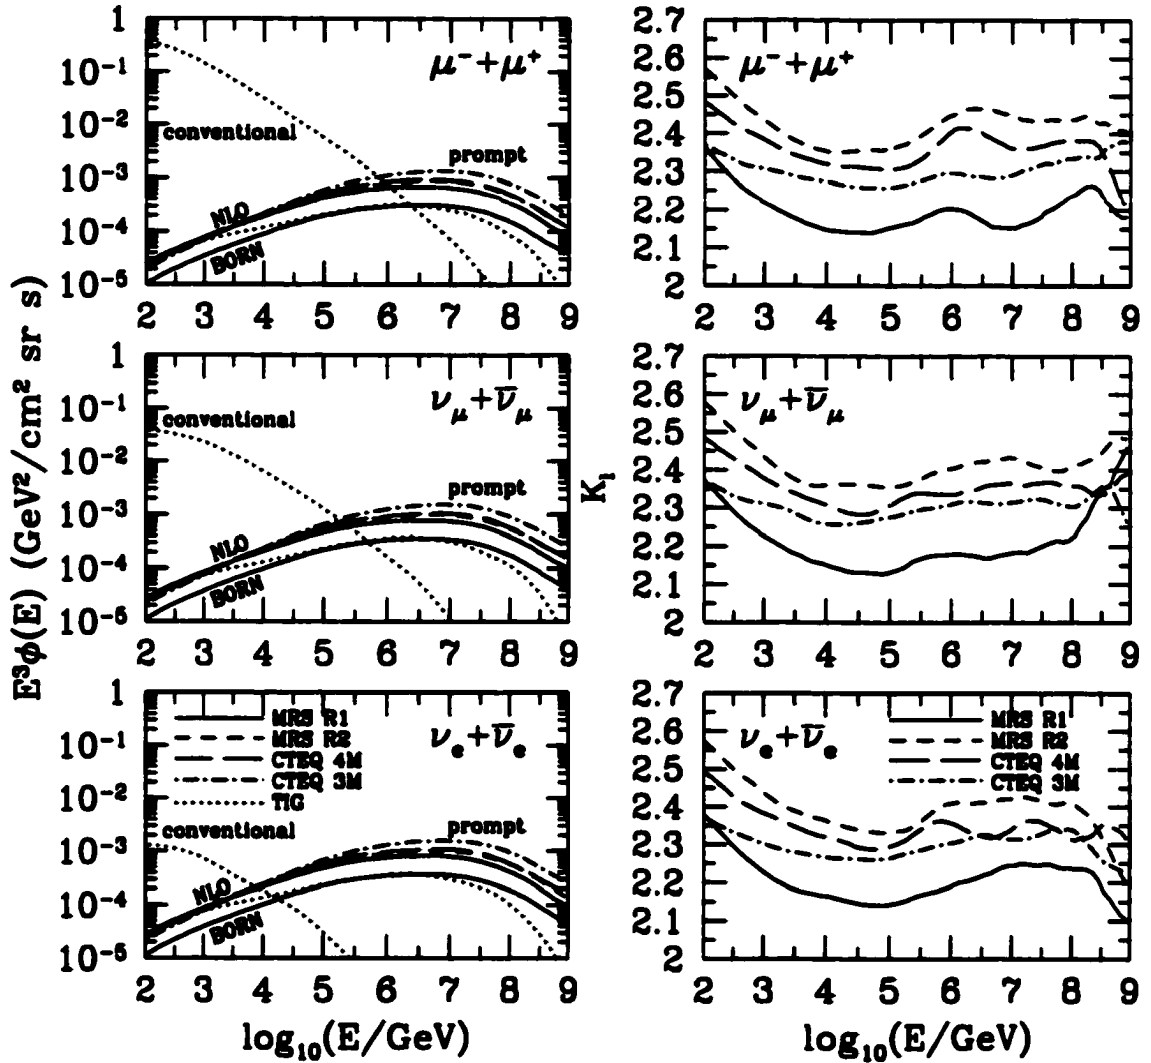 E³ϕ(E) (GeV²/cm² sr s)
1
10⁻¹
10⁻²
10⁻³
10⁻⁴
10⁻⁵
μ⁻+μ⁺
conventional
prompt
NLO
BORN
2 3 4 5 6 7 8 9
1
10⁻¹
10⁻²
10⁻³
10⁻⁴
10⁻⁵
ν_μ+ν̄_μ
conventional
prompt
NLO
BORN
2 3 4 5 6 7 8 9
1
10⁻¹
10⁻²
10⁻³
10⁻⁴
10⁻⁵
MRS R1
MRS R2
CTEQ 4M
CTEQ 3M
TIG
ν_e+ν̄_e
conventional
prompt
NLO
BORN
2 3 4 5 6 7 8 9
log₁₀(E/GeV)
K_l
2.7
2.6
2.5
2.4
2.3
2.2
2.1
2
μ⁻+μ⁺
2 3 4 5 6 7 8 9
2.7
2.6
2.5
2.4
2.3
2.2
2.1
2
ν_μ+ν̄_μ
2 3 4 5 6 7 8 9
2.7
2.6
2.5
2.4
2.3
2.2
2.1
2
ν_e+ν̄_e
MRS R1
MRS R2
CTEQ 4M
CTEQ 3M
2 3 4 5 6 7 8 9
log₁₀(E/GeV)